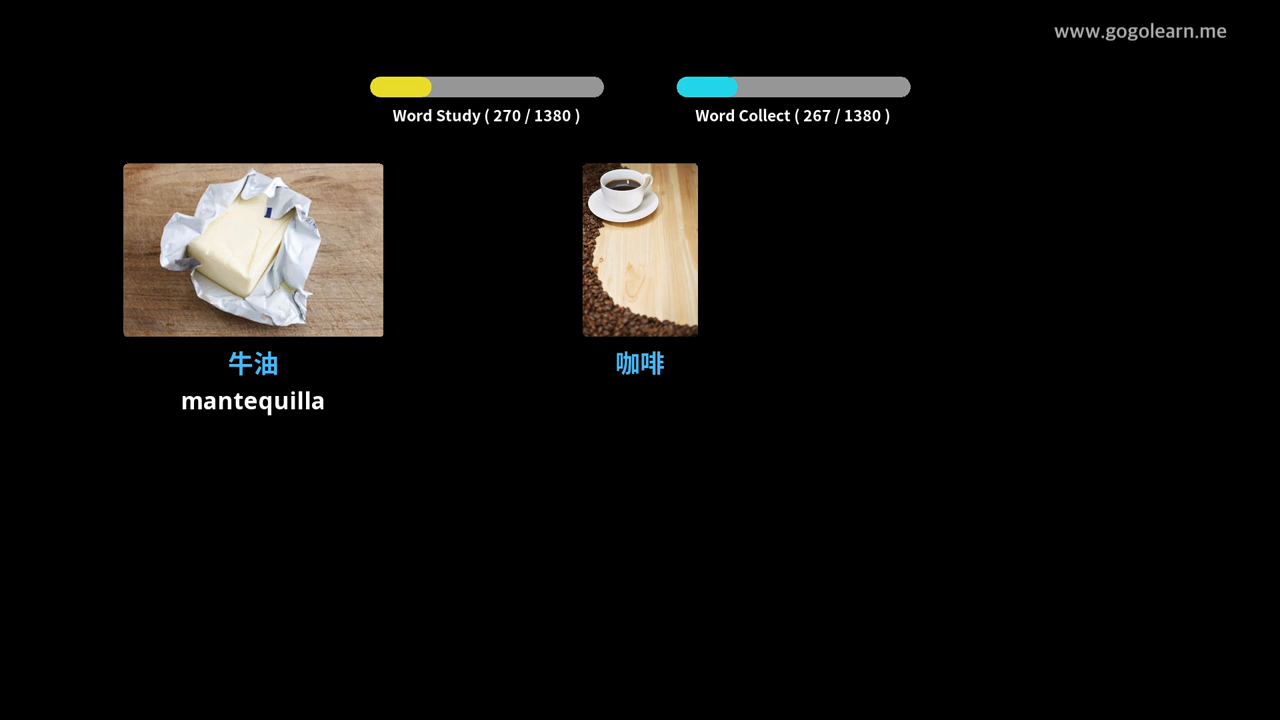 www.gogolearn.me
Word Study ( 270 / 1380 )
Word Collect ( 267 / 1380 )
牛油
mantequilla
咖啡